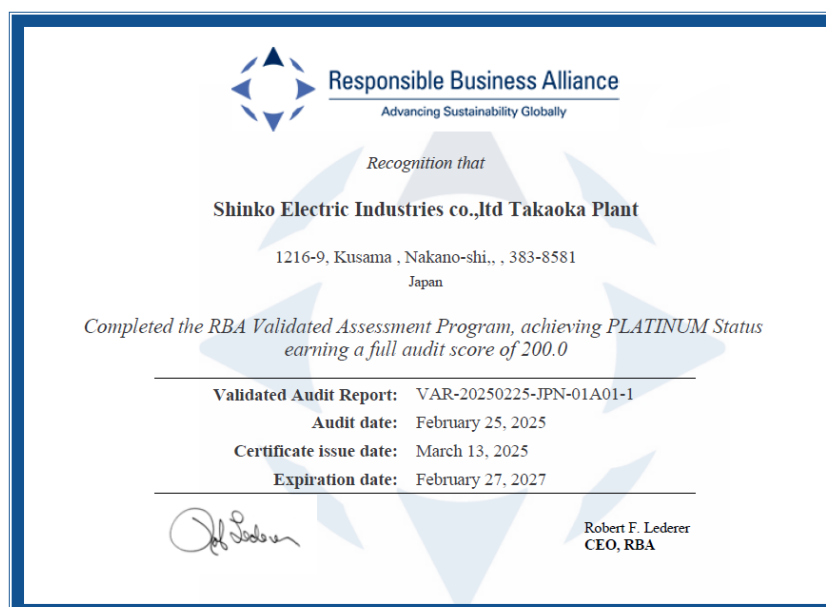 Responsible Business Alliance
Advancing Sustainability Globally
Recognition that
Shinko Electric Industries co.,ltd Takaoka Plant
1216-9, Kusama , Nakano-shi,, , 383-8581
Japan
Completed the RBA Validated Assessment Program, achieving PLATINUM Status
earning a full audit score of 200.0
Validated Audit Report: VAR-20250225-JPN-01A01-1
Audit date: February 25, 2025
Certificate issue date: March 13, 2025
Expiration date: February 27, 2027
Rob Lederer
Robert F. Lederer
CEO, RBA